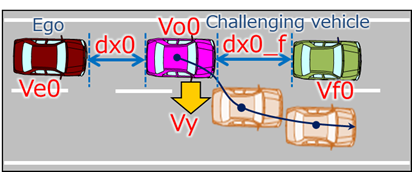 Ego
Challenging vehicle
Vo0
dx0
dx0_f
Ve0
Vf0
Vy